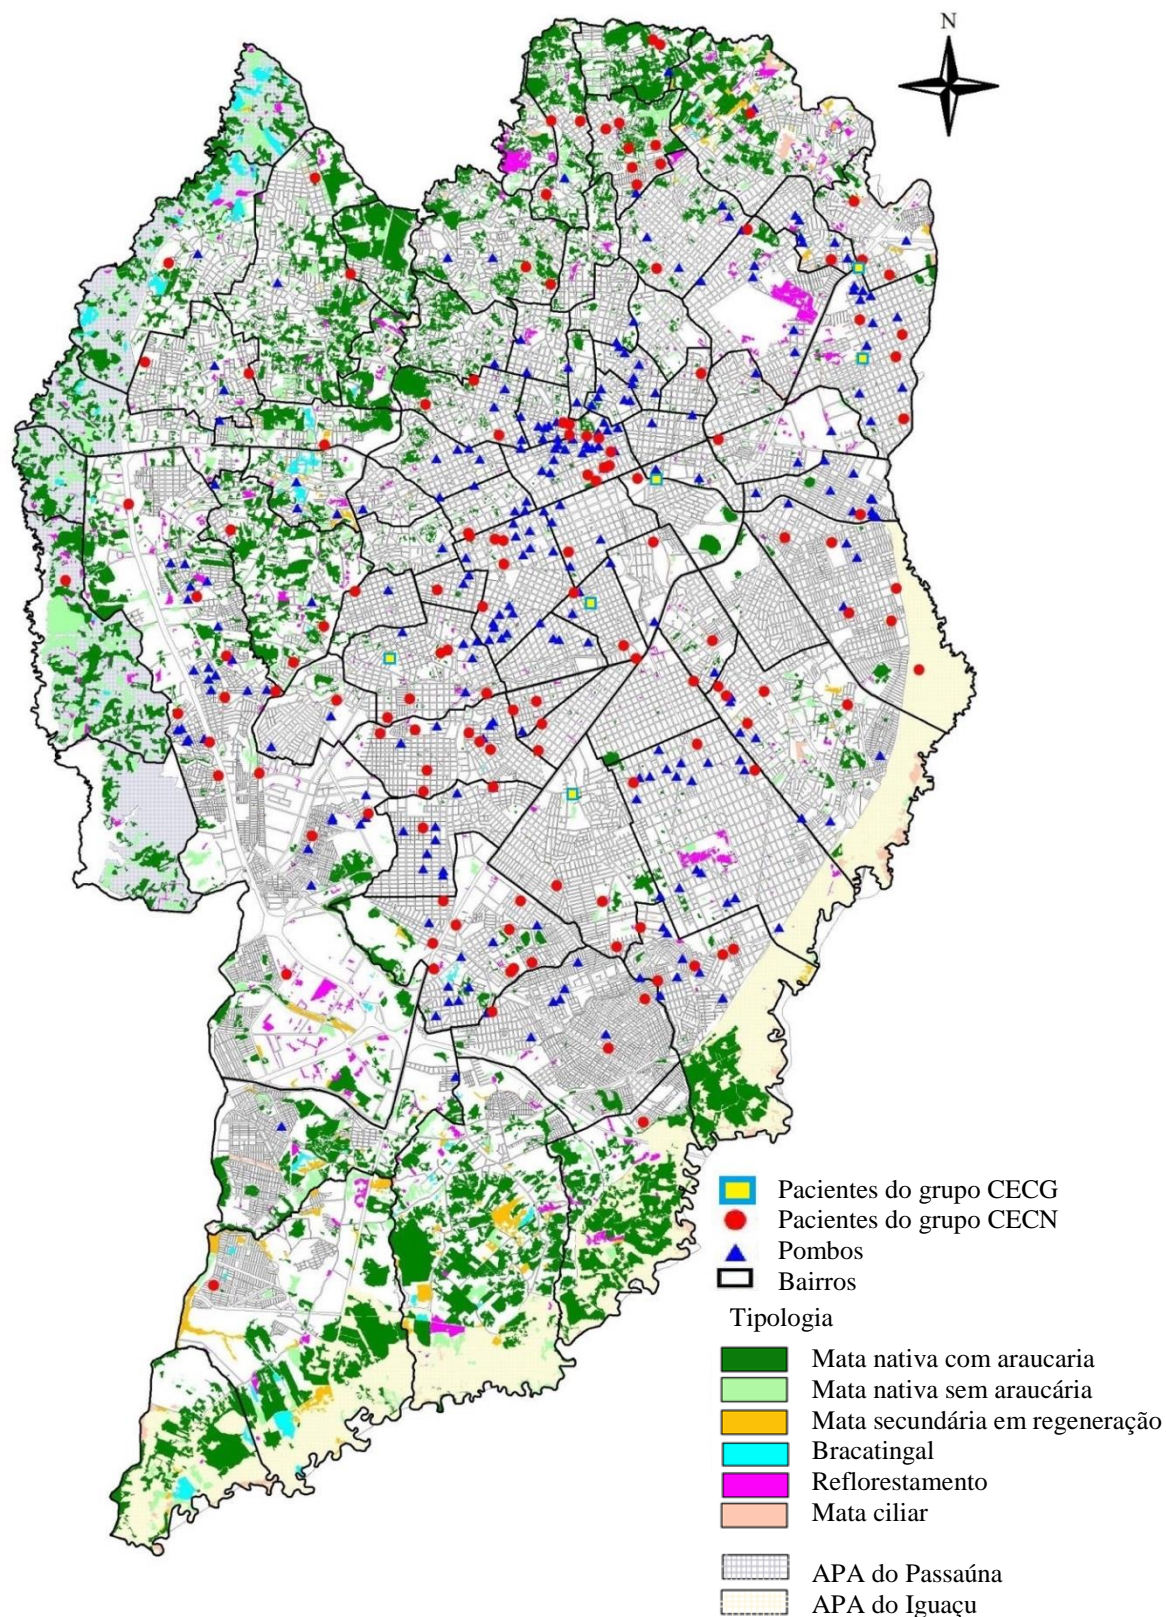 N
Pacientes do grupo CECG
Pacientes do grupo CECN
Pombos
Bairros
Tipologia
Mata nativa com araucaria
Mata nativa sem araucária
Mata secundária em regeneração
Bracatingal
Reflorestamento
Mata ciliar
APA do Passaúna
APA do Iguaçu